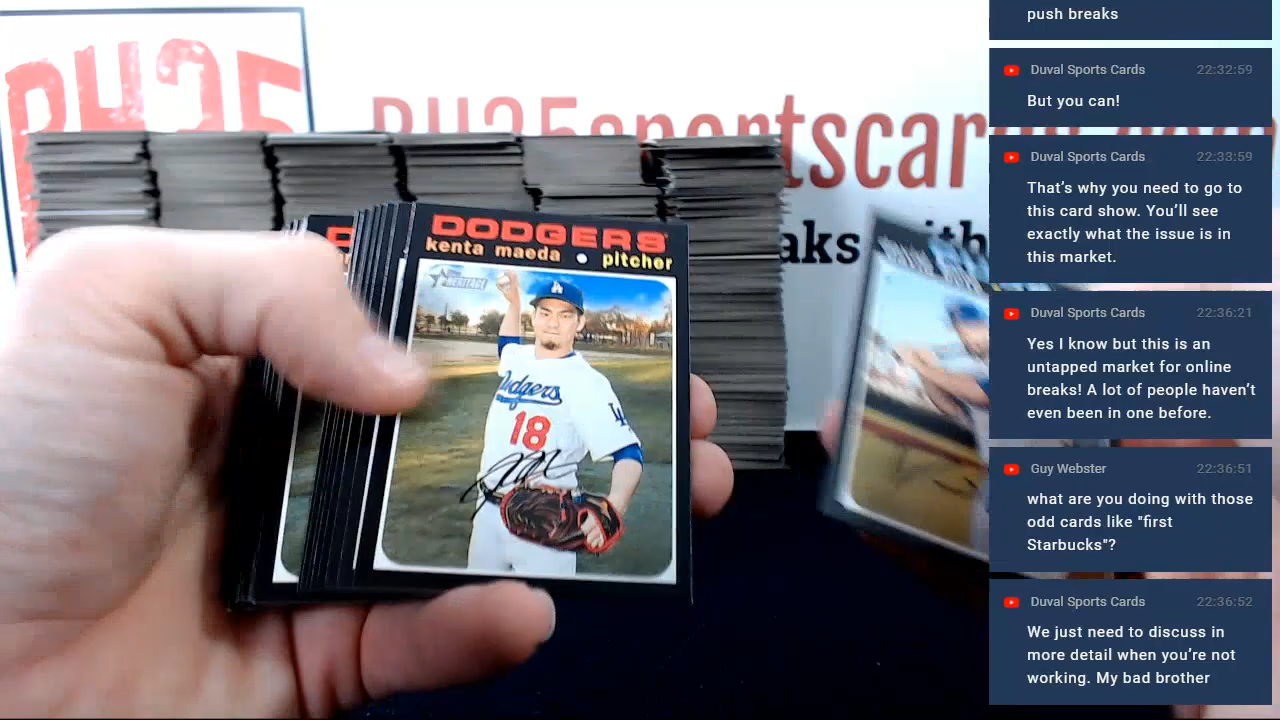 DODGERS
kenta maeda • pitcher
HERITAGE
Dodgers
18
LA
push breaks
Duval Sports Cards 22:32:59
But you can!
Duval Sports Cards 22:33:59
That's why you need to go to
this card show. You'll see
exactly what the issue is in
this market.
Duval Sports Cards 22:36:21
Yes I know but this is an
untapped market for online
breaks! A lot of people haven't
even been in one before.
Guy Webster 22:36:51
what are you doing with those
odd cards like "first
Starbucks"?
Duval Sports Cards 22:36:52
We just need to discuss in
more detail when you're not
working. My bad brother